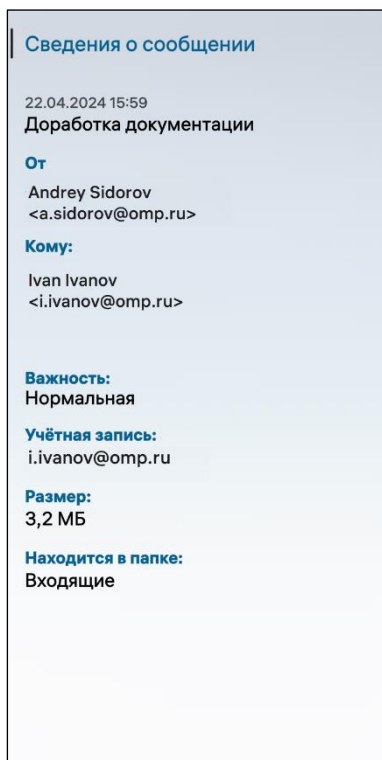 Сведения о сообщении
22.04.2024 15:59
Доработка документации
От
Andrey Sidorov
<a.sidorov@omp.ru>
Кому:
Ivan Ivanov
<i.ivanov@omp.ru>
Важность:
Нормальная
Учётная запись:
i.ivanov@omp.ru
Размер:
3,2 МБ
Находится в папке:
Входящие